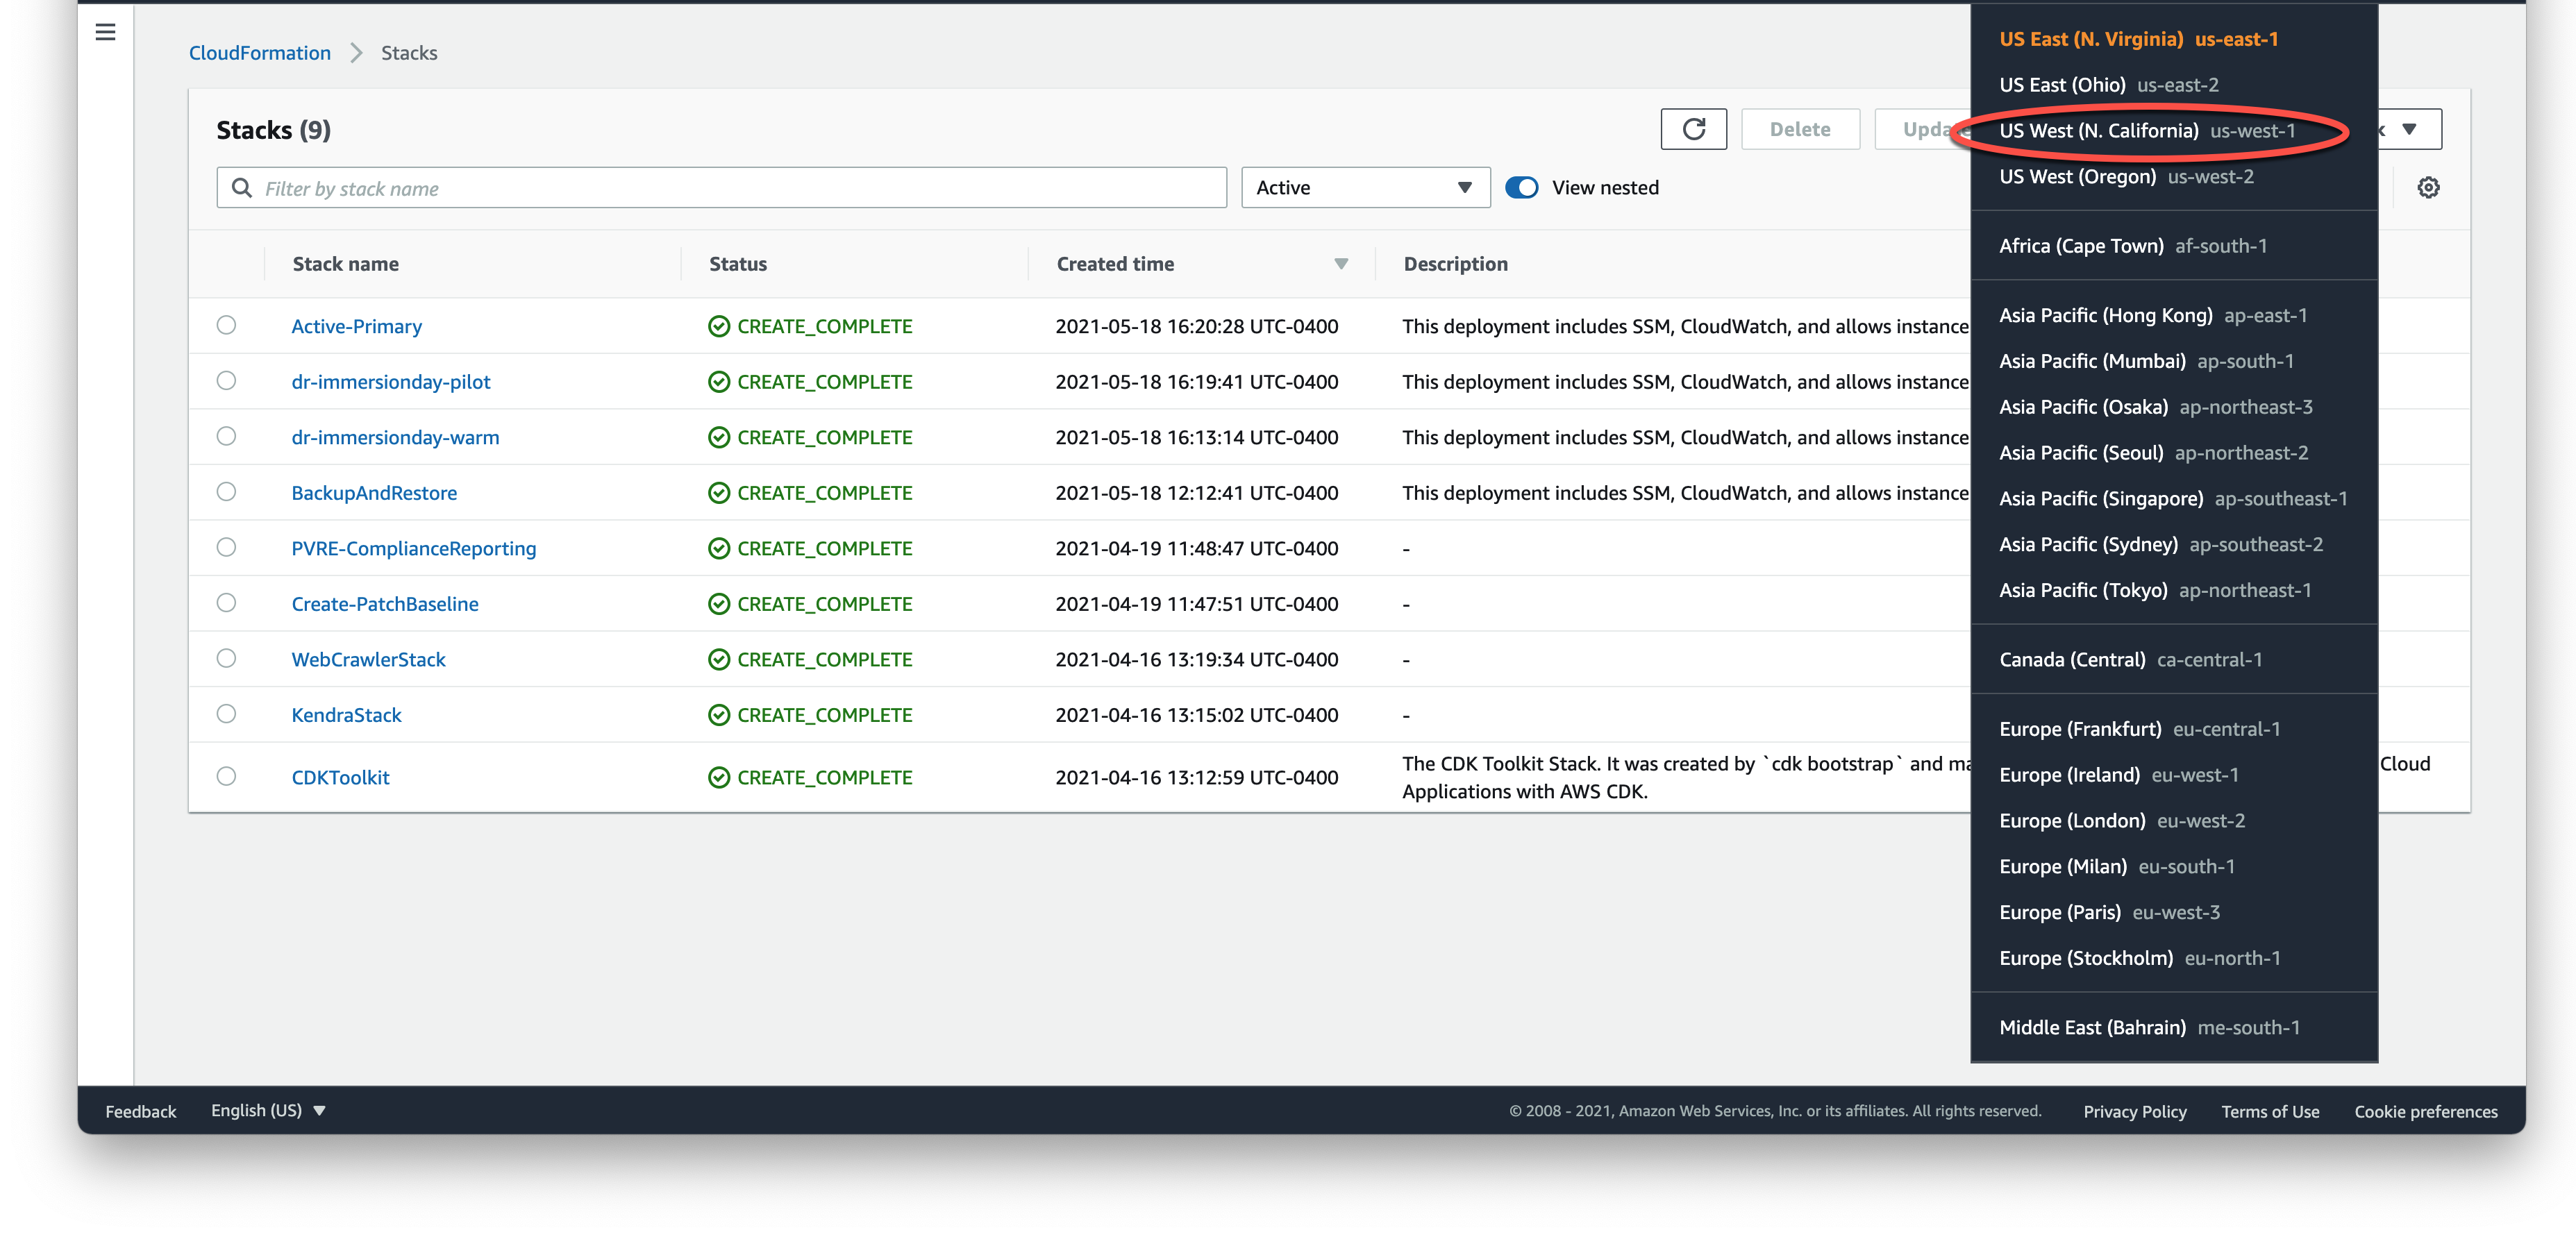 CloudFormation > Stacks
Stacks (9)
Delete
Filter by stack name
Active
View nested
Stack name Status Created time Description
Active-Primary CREATE_COMPLETE 2021-05-18 16:20:28 UTC-0400 This deployment includes SSM, CloudWatch, and allows instance
dr-immersionday-pilot CREATE_COMPLETE 2021-05-18 16:19:41 UTC-0400 This deployment includes SSM, CloudWatch, and allows instance
dr-immersionday-warm CREATE_COMPLETE 2021-05-18 16:13:14 UTC-0400 This deployment includes SSM, CloudWatch, and allows instance
BackupAndRestore CREATE_COMPLETE 2021-05-18 12:12:41 UTC-0400 This deployment includes SSM, CloudWatch, and allows instance
PVRE-ComplianceReporting CREATE_COMPLETE 2021-04-19 11:48:47 UTC-0400 -
Create-PatchBaseline CREATE_COMPLETE 2021-04-19 11:47:51 UTC-0400 -
WebCrawlerStack CREATE_COMPLETE 2021-04-16 13:19:34 UTC-0400 -
KendraStack CREATE_COMPLETE 2021-04-16 13:15:02 UTC-0400 -
CDKToolkit CREATE_COMPLETE 2021-04-16 13:12:59 UTC-0400 The CDK Toolkit Stack. It was created by `cdk bootstrap` and Cloud
Applications with AWS CDK.
US East (N. Virginia) us-east-1
US East (Ohio) us-east-2
US West (N. California) us-west-1
US West (Oregon) us-west-2
Africa (Cape Town) af-south-1
Asia Pacific (Hong Kong) ap-east-1
Asia Pacific (Mumbai) ap-south-1
Asia Pacific (Osaka) ap-northeast-3
Asia Pacific (Seoul) ap-northeast-2
Asia Pacific (Singapore) ap-southeast-1
Asia Pacific (Sydney) ap-southeast-2
Asia Pacific (Tokyo) ap-northeast-1
Canada (Central) ca-central-1
Europe (Frankfurt) eu-central-1
Europe (Ireland) eu-west-1
Europe (London) eu-west-2
Europe (Milan) eu-south-1
Europe (Paris) eu-west-3
Europe (Stockholm) eu-north-1
Middle East (Bahrain) me-south-1
Feedback English (US) © 2008 - 2021, Amazon Web Services, Inc. or its affiliates. All rights reserved. Privacy Policy Terms of Use Cookie preferences